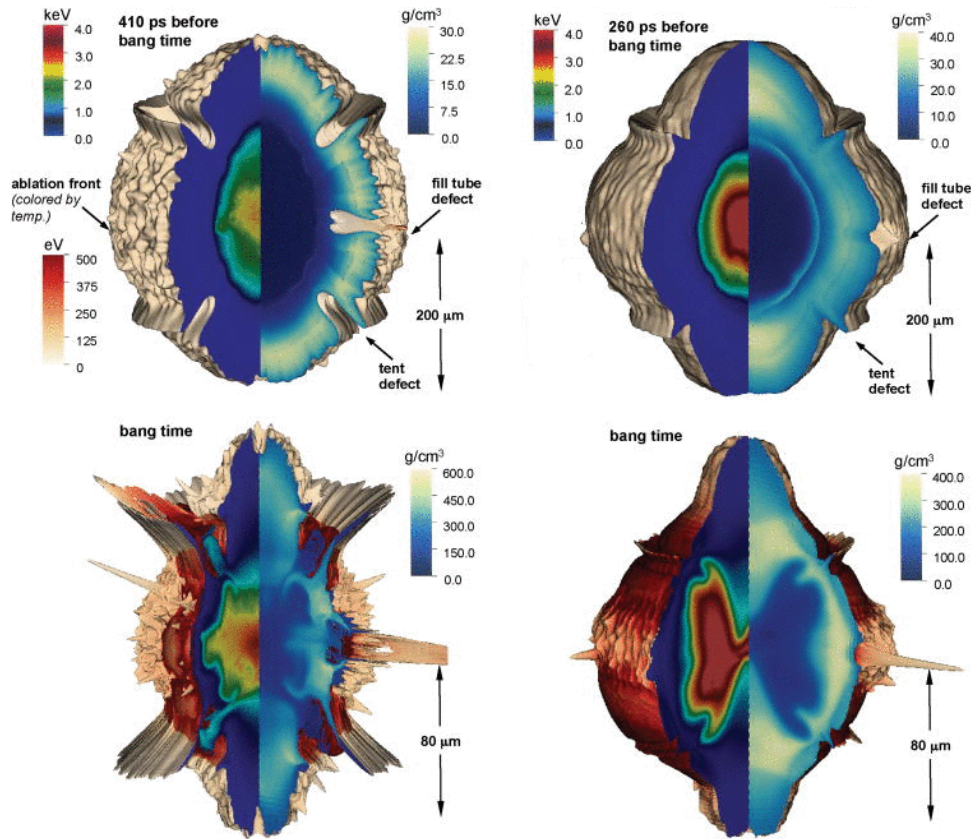 keV
4.0
3.0
2.0
1.0
0.0
410 ps before
bang time
g/cm³
30.0
22.5
15.0
7.5
0.0
ablation front
(colored by
temp.)
eV
500
375
250
125
0
fill tube
defect
200 μm
tent
defect
keV
4.0
3.0
2.0
1.0
0.0
260 ps before
bang time
g/cm³
40.0
30.0
20.0
10.0
0.0
fill tube
defect
200 μm
tent
defect
bang time
g/cm³
600.0
450.0
300.0
150.0
0.0
80 μm
bang time
g/cm³
400.0
300.0
200.0
100.0
0.0
80 μm